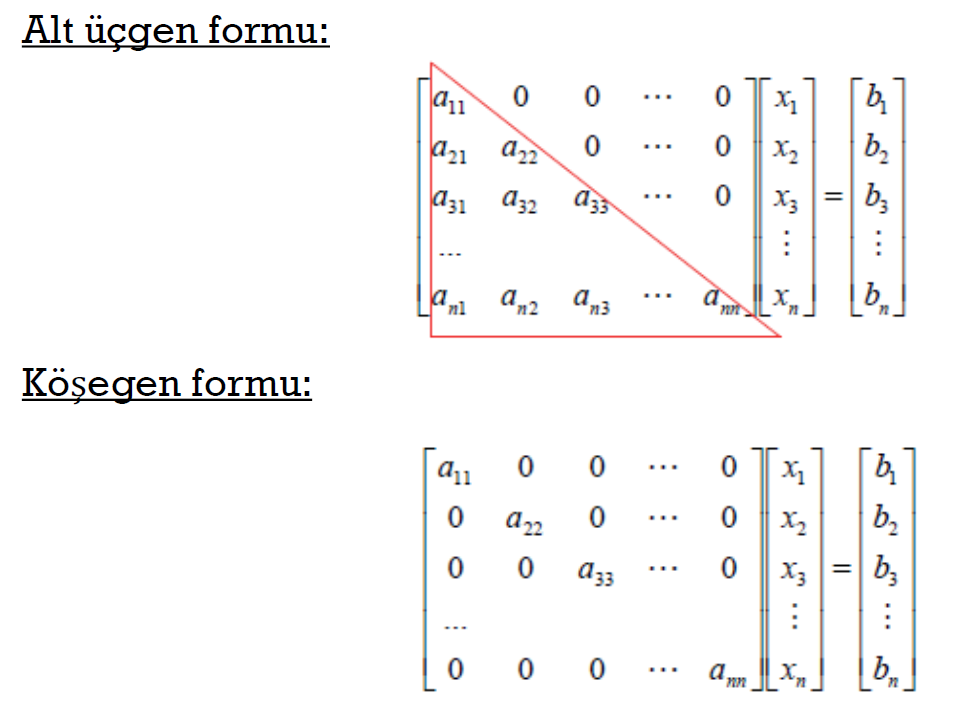 Alt üçgen formu:
a11 0 0 ⋯ 0 x1 b1
a21 a22 0 ⋯ 0 x2 b2
a31 a32 a33 ⋯ 0 x3 = b3
... ⋮ ⋮
an1 an2 an3 ⋯ ann xn bn
Köşegen formu:
a11 0 0 ⋯ 0 x1 b1
0 a22 0 ⋯ 0 x2 b2
0 0 a33 ⋯ 0 x3 = b3
... ⋮ ⋮
0 0 0 ⋯ ann xn bn